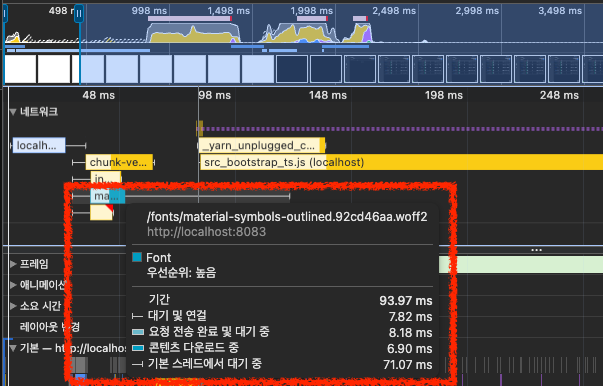 498 ms 998 ms 1,498 ms 1,998 ms 2,498 ms 2,998 ms 3,498 ms
48 ms 98 ms 148 ms 198 ms 248 ms
네트워크
localh... _yarn_unplugged_c...
chunk-ve... src_bootstrap_ts.js (localhost)
in...
ma...
/fonts/material-symbols-outlined.92cd46aa.woff2
http://localhost:8083
...
Font
우선순위: 높음
프레임
애니메이션
기간 93.97 ms
소요 시간
대기 및 연결 7.82 ms
레이아웃 변경
요청 전송 완료 및 대기 중 8.18 ms
기본 — http://localhos
콘텐츠 다운로드 중 6.90 ms
기본 스레드에서 대기 중 71.07 ms